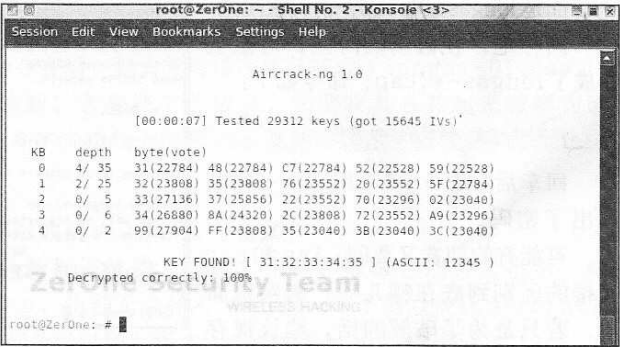 root@ZerOne: ~ - Shell No. 2 - Konsole <3>
Session Edit View Bookmarks Settings Help
Aircrack-ng 1.0
[00:00:07] Tested 29312 keys (got 15645 IVs)
KB depth byte(vote)
0 4/ 35 31(22784) 48(22784) C7(22784) 52(22528) 59(22528)
1 2/ 25 32(23808) 35(23808) 76(23552) 20(23552) 5F(22784)
2 0/ 5 33(27136) 37(25856) 22(23552) 70(23296) 02(23040)
3 0/ 6 34(26880) 8A(24320) 2C(23808) 72(23552) A9(23296)
4 0/ 2 99(27904) FF(23808) 35(23040) 3B(23040) 3C(23040)
KEY FOUND! [ 31:32:33:34:35 ] (ASCII: 12345 )
Decrypted correctly: 100%
ZerOne Security Team
WIRELESS HACKING
root@ZerOne: #